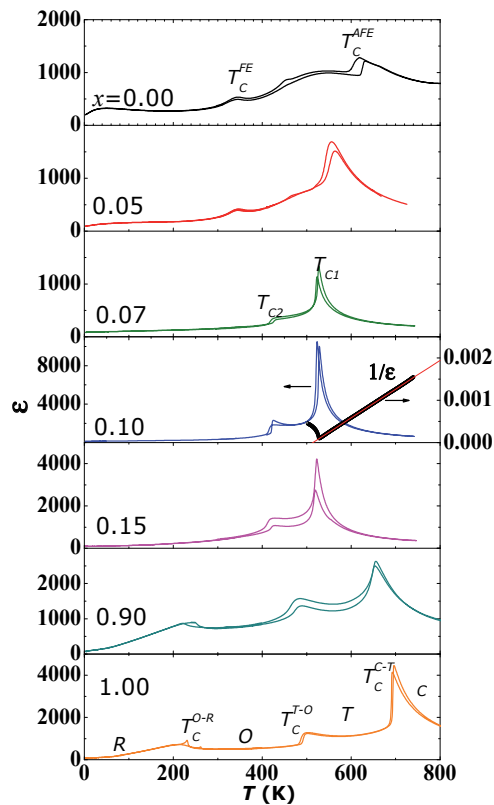 2000
T_C^AFE
T_C^FE
1000
x=0.00
0
1000
0.05
0
1000
T_C1
T_C2
0.07
0
8000
0.002
1/ε
4000
0.001
0.10
0
0.000
ε
4000
2000
0.15
0
2000
1000
0.90
0
4000
1.00
T_C^C-T
C
T_C^O-R
T_C^T-O
T
2000
R
O
0
0 200 400 600 800
T (K)